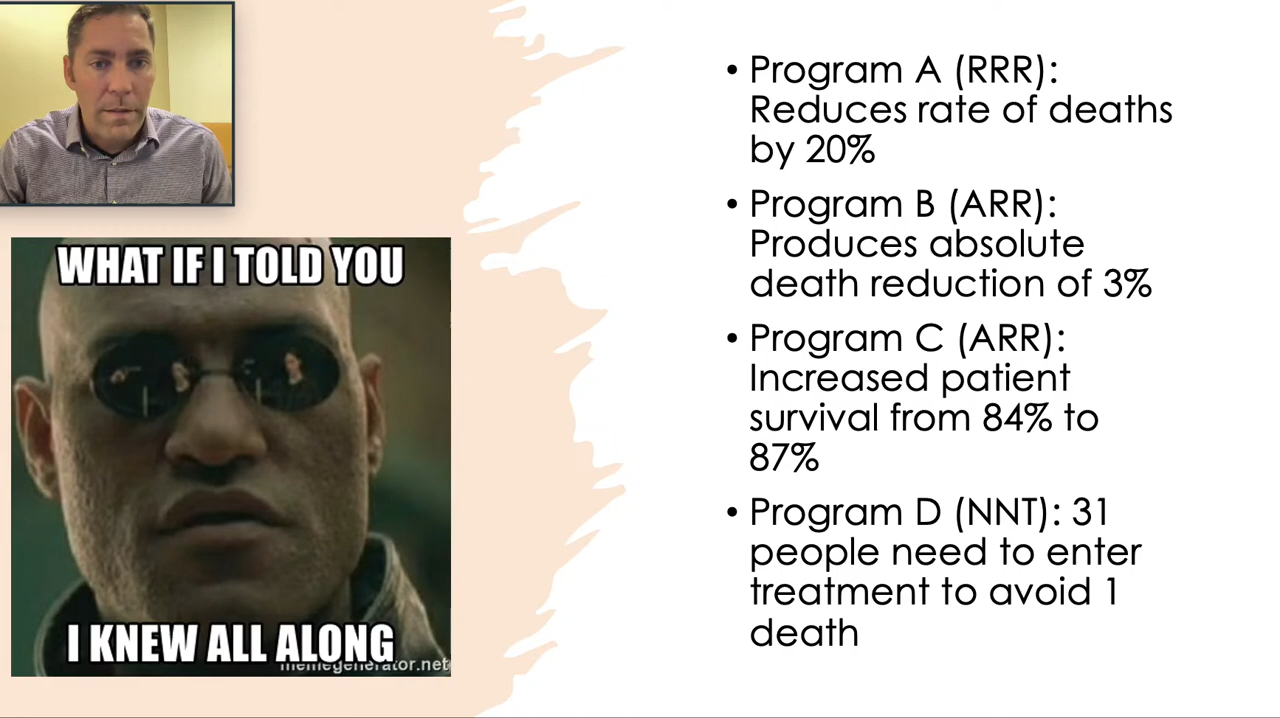 WHAT IF I TOLD YOU
I KNEW ALL ALONG
memegenerator.net
• Program A (RRR):
Reduces rate of deaths
by 20%
• Program B (ARR):
Produces absolute
death reduction of 3%
• Program C (ARR):
Increased patient
survival from 84% to
87%
• Program D (NNT): 31
people need to enter
treatment to avoid 1
death